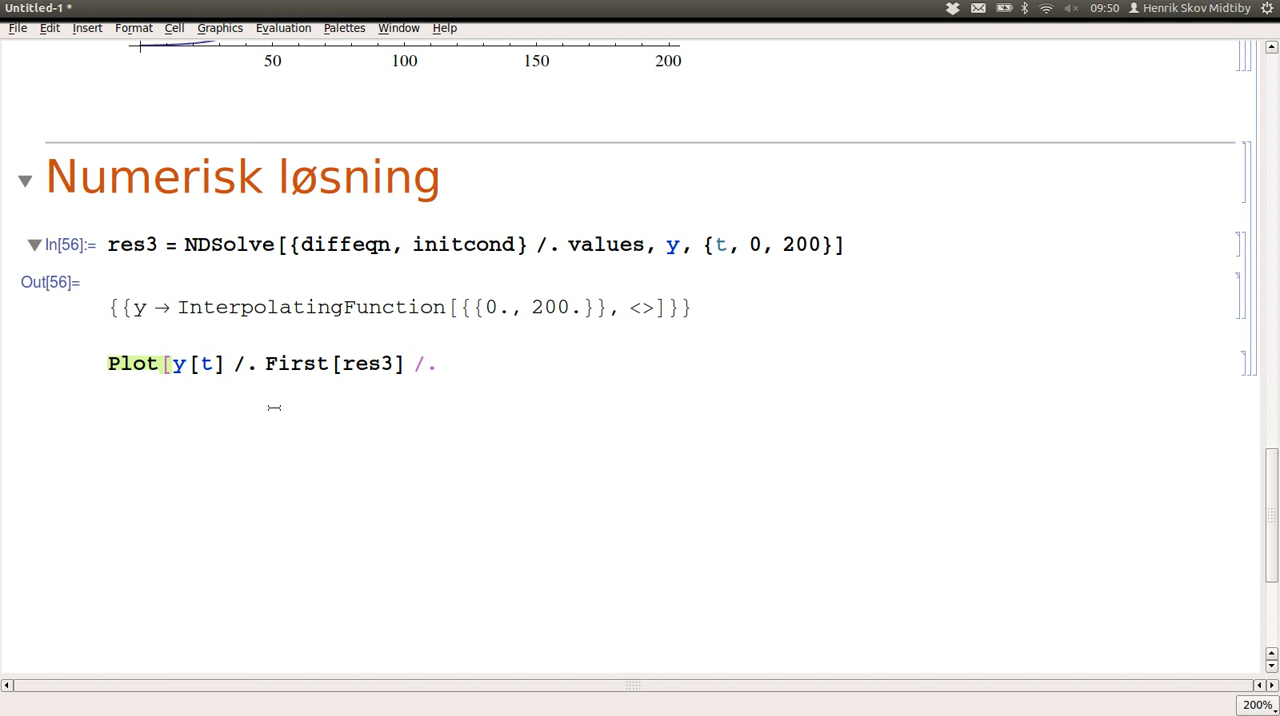 Untitled-1 *
09:50 Henrik Skov Midtiby
File Edit Insert Format Cell Graphics Evaluation Palettes Window Help
50 100 150 200
Numerisk løsning
In[56]:= res3 = NDSolve[{diffeqn, initcond} /. values, y, {t, 0, 200}]
Out[56]=
{{y → InterpolatingFunction[{{0., 200.}}, <>]}}
Plot[y[t] /. First[res3] /.
200%